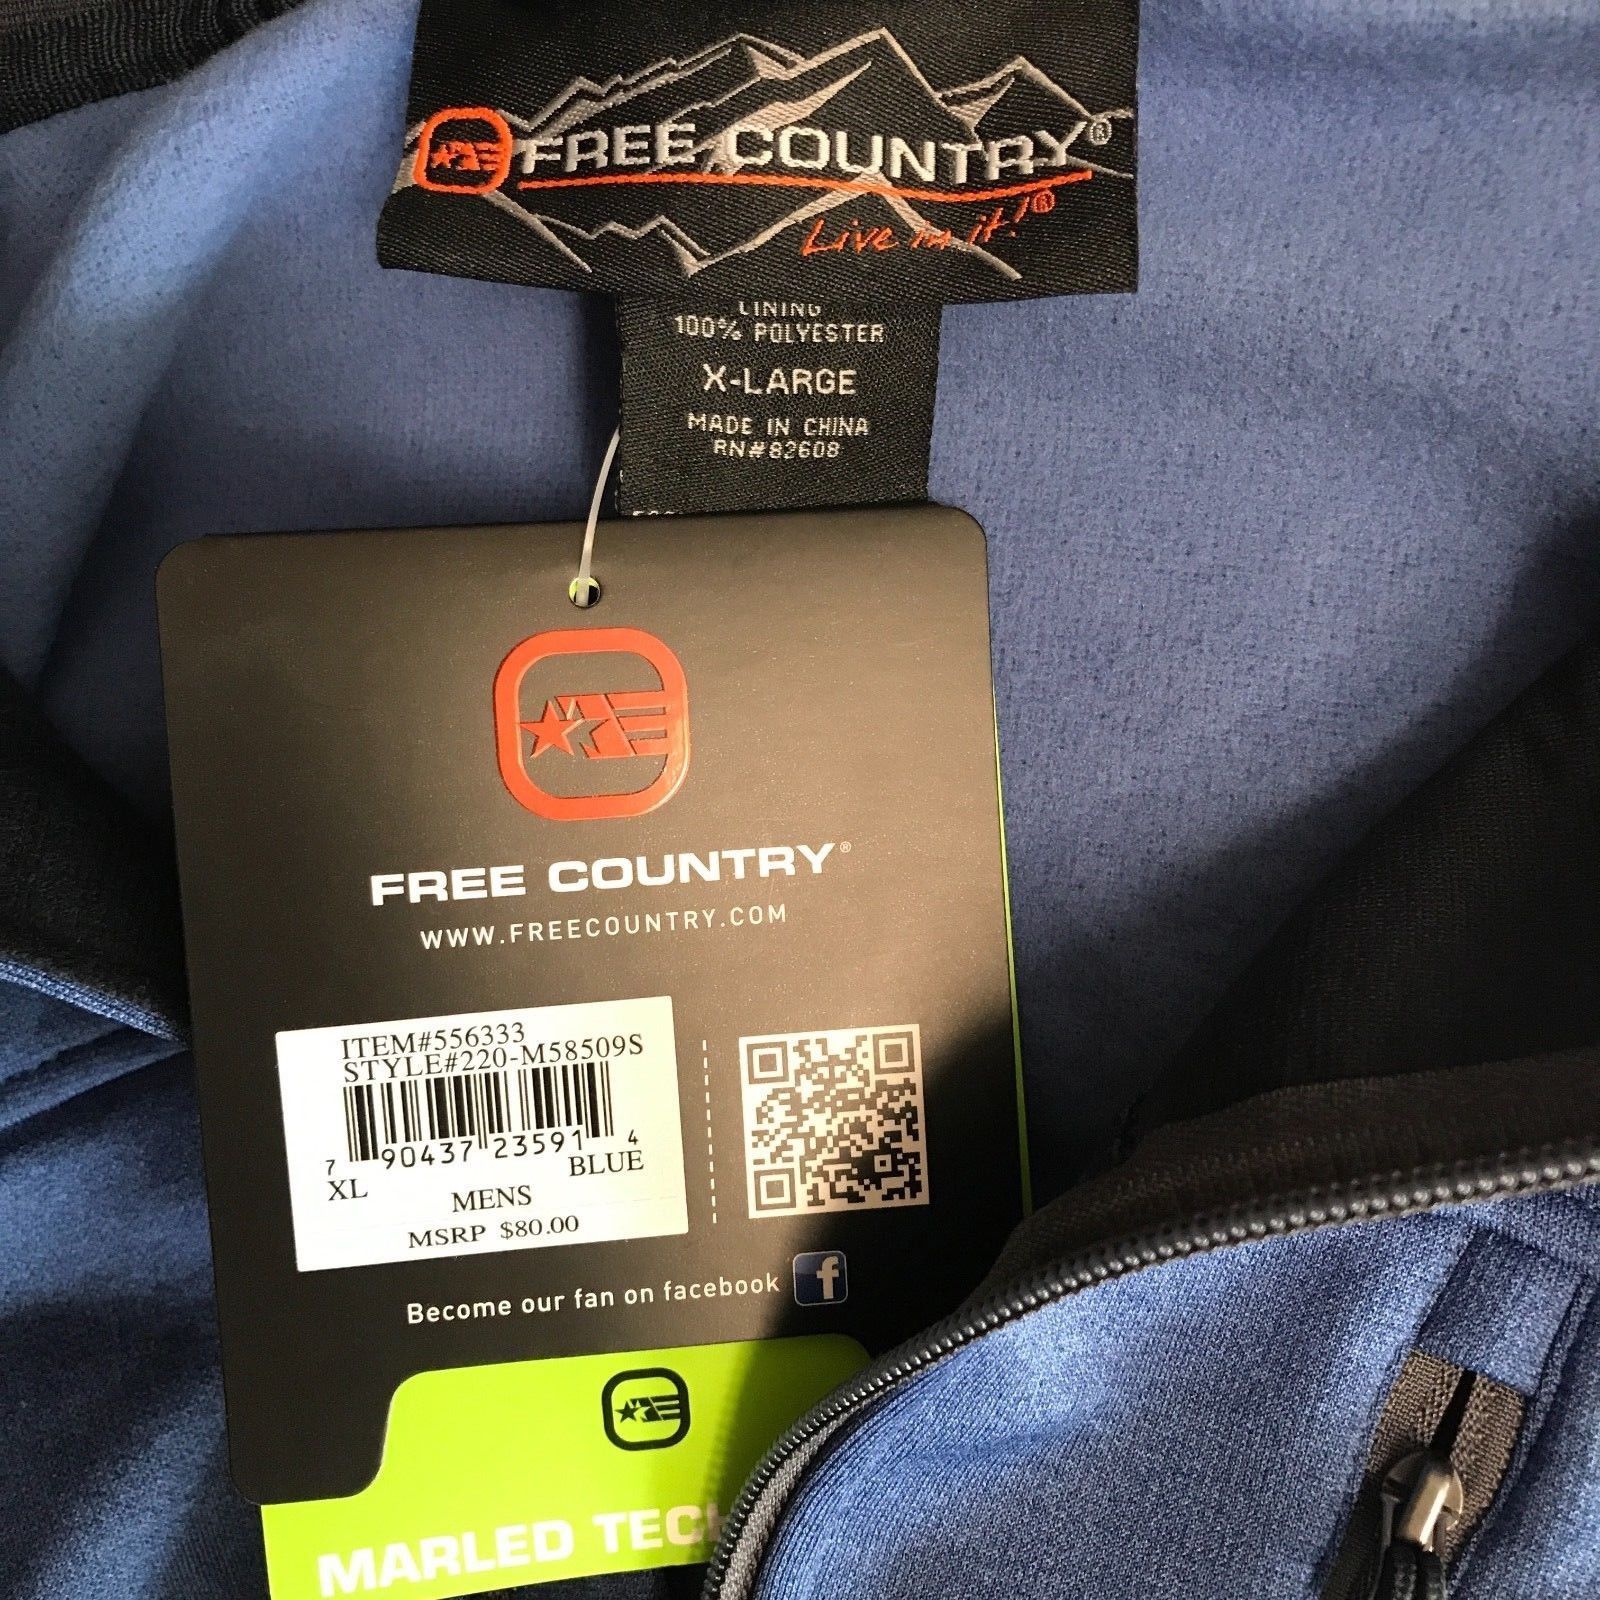 FREE COUNTRY®
Live in it!®
LINING
100% POLYESTER
X-LARGE
MADE IN CHINA
RN#82608
FREE COUNTRY®
WWW.FREECOUNTRY.COM
ITEM#556333
STYLE#220-M58509S
7 90437 23591 4
XL BLUE
MENS
MSRP $80.00
Become our fan on facebook f
MARLED TECH